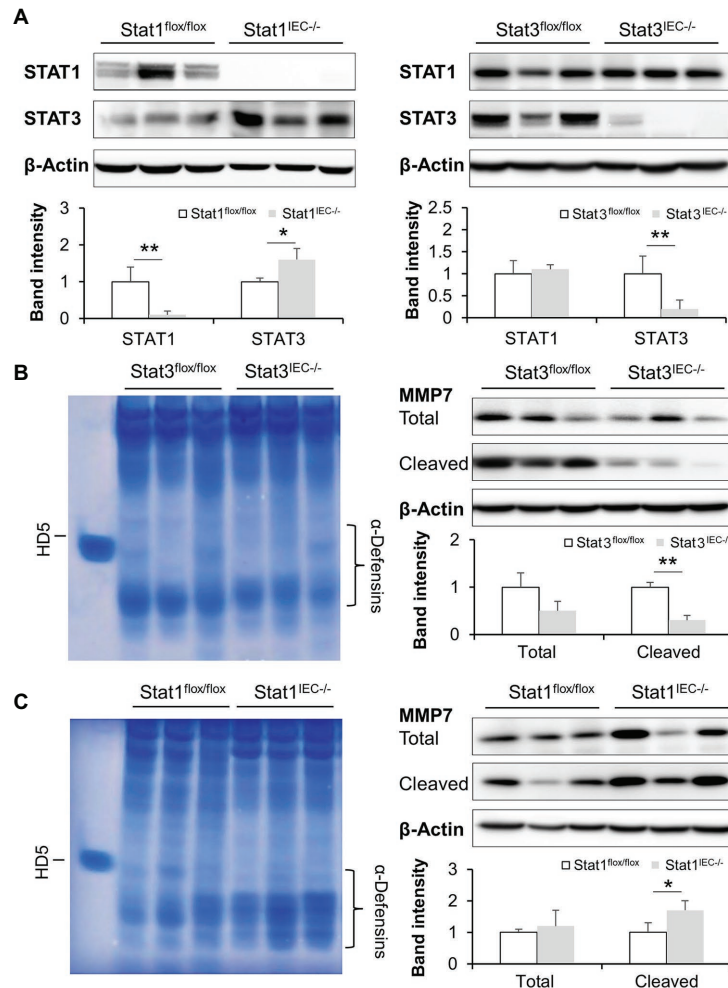 A
Stat1flox/flox Stat1IEC-/-
STAT1
STAT3
β-Actin
Band intensity
3
2
1
0
Stat1flox/flox Stat1IEC-/-
**
*
STAT1 STAT3
Stat3flox/flox Stat3IEC-/-
STAT1
STAT3
β-Actin
Band intensity
2.5
2
1.5
1
0.5
0
Stat3flox/flox Stat3IEC-/-
**
STAT1 STAT3
B
Stat3flox/flox Stat3IEC-/-
HD5
α-Defensins
Stat3flox/flox Stat3IEC-/-
MMP7
Total
Cleaved
β-Actin
Band intensity
2
1
0
Stat3flox/flox Stat3IEC-/-
**
Total Cleaved
C
Stat1flox/flox Stat1IEC-/-
HD5
α-Defensins
Stat1flox/flox Stat1IEC-/-
MMP7
Total
Cleaved
β-Actin
Band intensity
3
2
1
0
Stat1flox/flox Stat1IEC-/-
*
Total Cleaved